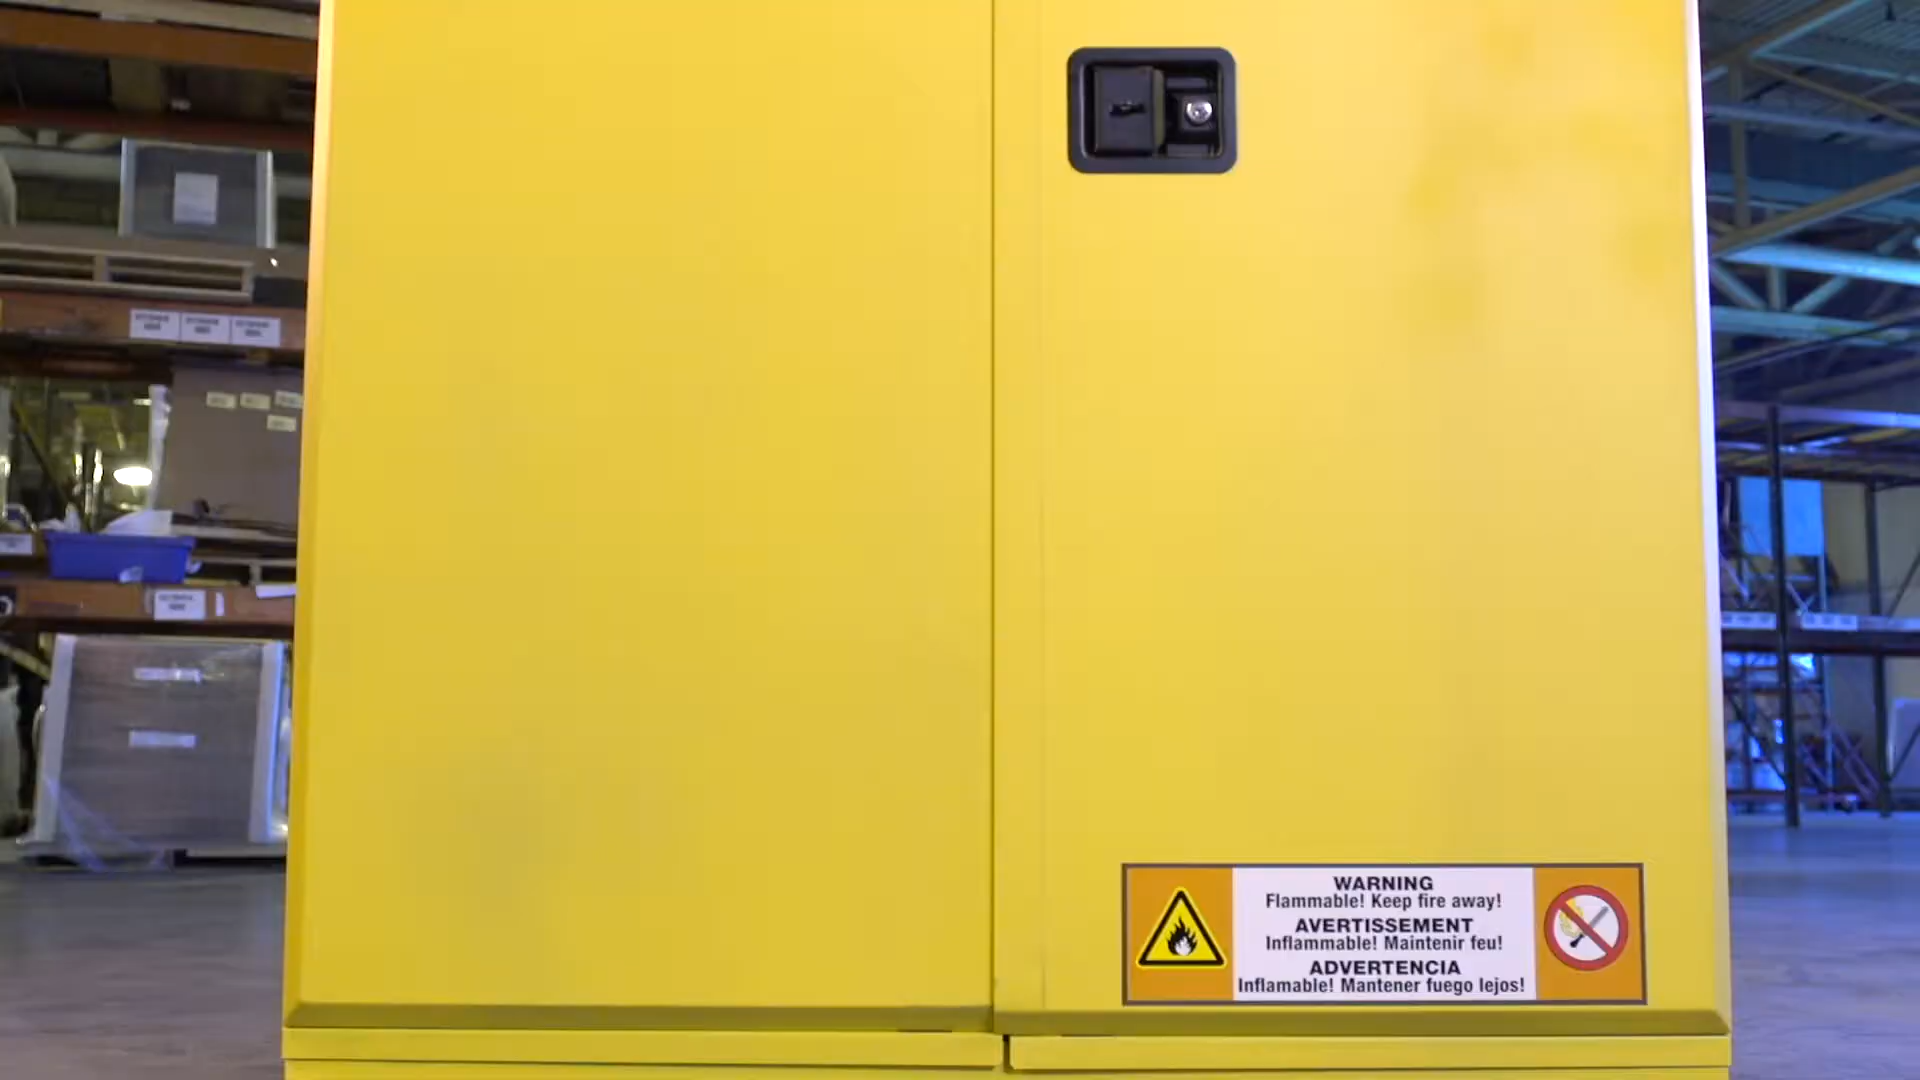 WARNING
Flammable! Keep fire away!
AVERTISSEMENT
Inflammable! Maintenir feu!
ADVERTENCIA
Inflamable! Mantener fuego lejos!